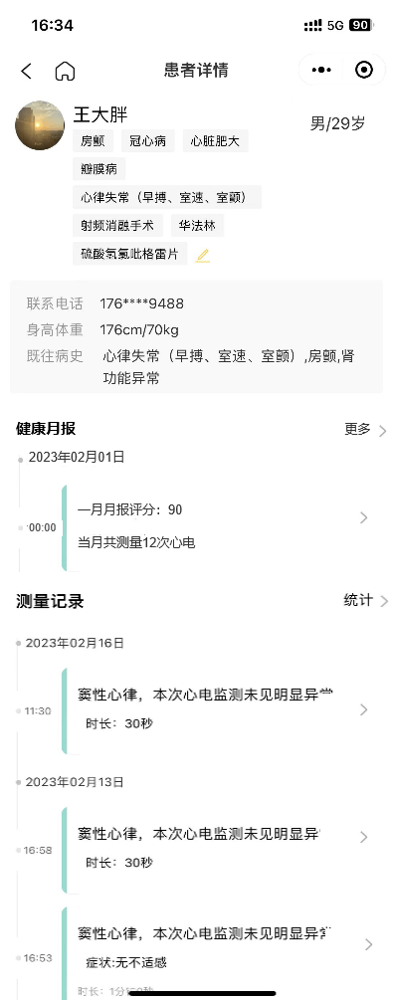 16:34 5G 90
患者详情
王大胖 男/29岁
房颤 冠心病 心脏肥大
瓣膜病
心律失常（早搏、室速、室颤）
射频消融手术 华法林
硫酸氢氯吡格雷片
联系电话 176****9488
身高体重 176cm/70kg
既往病史 心律失常（早搏、室速、室颤）,房颤,肾
功能异常
健康月报 更多
2023年02月01日
一月月报评分：90
00:00
当月共测量12次心电
测量记录 统计
2023年02月16日
窦性心律，本次心电监测未见明显异常
11:30
时长：30秒
2023年02月13日
窦性心律，本次心电监测未见明显异
16:58
时长：30秒
窦性心律，本次心电监测未见明显异
16:53
症状:无不适感
时长：1分